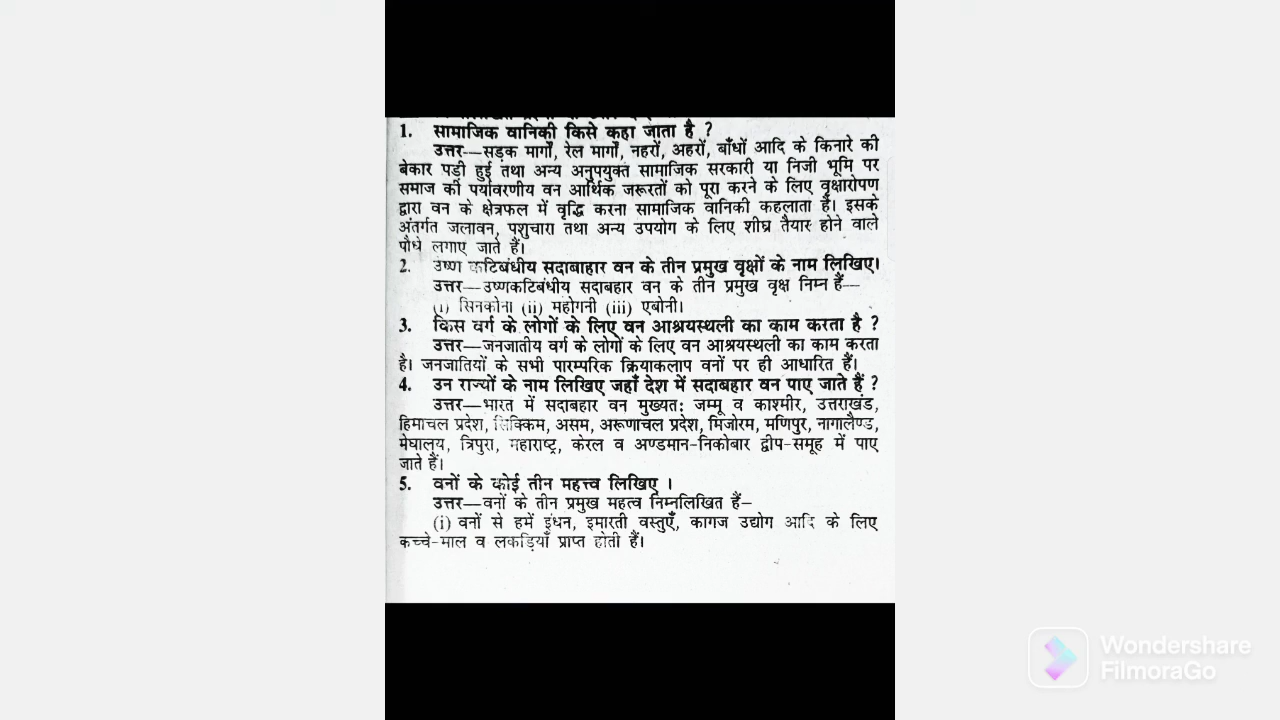 1. सामाजिक वानिकी किसे कहा जाता है ?
उत्तर—सड़क मार्गों, रेल मार्गों, नहरों, अहरों, बाँधों आदि के किनारे की
बेकार पड़ी हुई तथा अन्य अनुपयुक्त सामाजिक सरकारी या निजी भूमि पर
समाज की पर्यावरणीय वन आर्थिक जरूरतों को पूरा करने के लिए वृक्षारोपण
द्वारा वन के क्षेत्रफल में वृद्धि करना सामाजिक वानिकी कहलाता है। इसके
अंतर्गत जलावन, पशुचारा तथा अन्य उपयोग के लिए शीघ्र तैयार होने वाले
पौधे लगाए जाते हैं।
2. उष्ण कटिबंधीय सदाबाहार वन के तीन प्रमुख वृक्षों के नाम लिखिए।
उत्तर—उष्णकटिबंधीय सदाबहार वन के तीन प्रमुख वृक्ष निम्न हैं—
(i) सिनकोना (ii) महोगनी (iii) एबोनी।
3. किस वर्ग के लोगों के लिए वन आश्रयस्थली का काम करता है ?
उत्तर—जनजातीय वर्ग के लोगों के लिए वन आश्रयस्थली का काम करता
है। जनजातियों के सभी पारम्परिक क्रियाकलाप वनों पर ही आधारित हैं।
4. उन राज्यों के नाम लिखिए जहाँ देश में सदाबहार वन पाए जाते हैं ?
उत्तर—भारत में सदाबहार वन मुख्यतः जम्मू व काश्मीर, उत्तराखंड,
हिमाचल प्रदेश, सिक्किम, असम, अरूणाचल प्रदेश, मिजोरम, मणिपुर, नागालैण्ड,
मेघालय, त्रिपुरा, महाराष्ट्र, केरल व अण्डमान-निकोबार द्वीप-समूह में पाए
जाते हैं।
5. वनों के कोई तीन महत्त्व लिखिए ।
उत्तर—वनों के तीन प्रमुख महत्व निम्नलिखित हैं–
(i) वनों से हमें इंधन, इमारती वस्तुएँ, कागज उद्योग आदि के लिए
कच्चे-माल व लकड़ियाँ प्राप्त होती हैं।
Wondershare
FilmoraGo